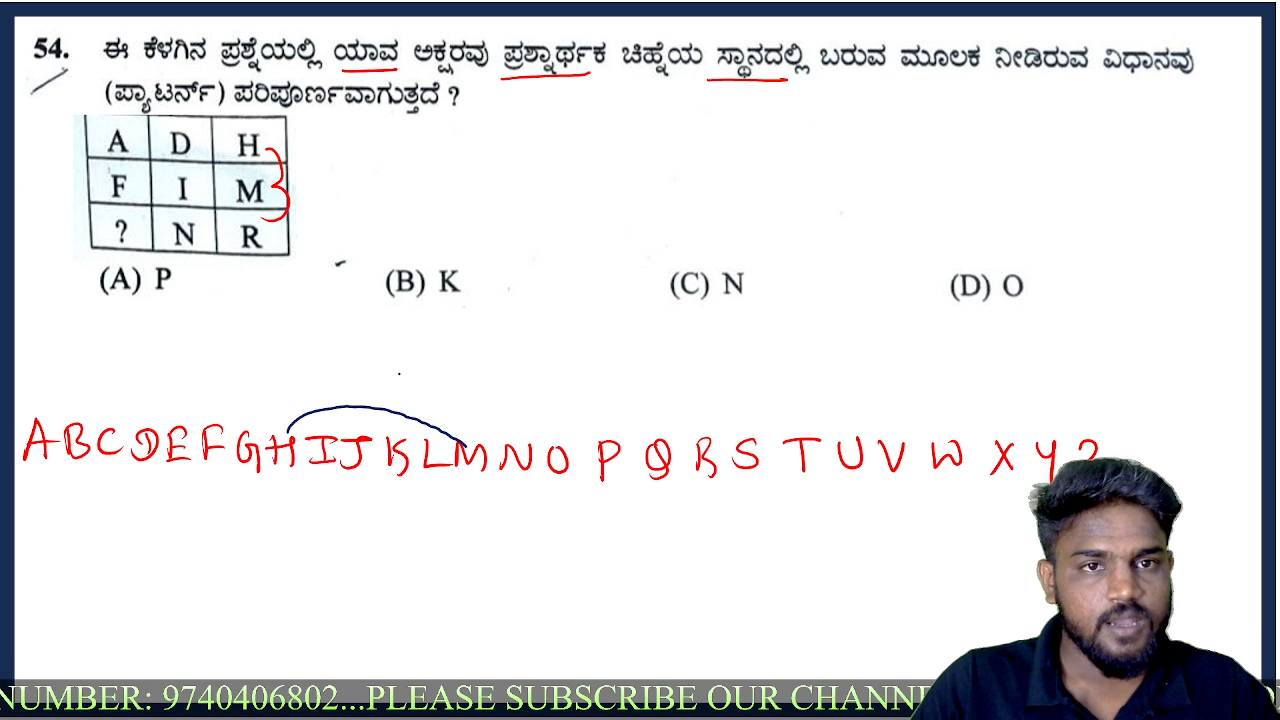 54. ಈ ಕೆಳಗಿನ ಪ್ರಶ್ನೆಯಲ್ಲಿ ಯಾವ ಅಕ್ಷರವು ಪ್ರಶ್ನಾರ್ಥಕ ಚಿಹ್ನೆಯ ಸ್ಥಾನದಲ್ಲಿ ಬರುವ ಮೂಲಕ ನೀಡಿರುವ ವಿಧಾನವು
(ಪ್ಯಾಟರ್ನ್) ಪರಿಪೂರ್ಣವಾಗುತ್ತದೆ ?
A D H
F I M
? N R
(A) P (B) K (C) N (D) O
A B C D E F G H I J K L M N O P Q R S T U V W X Y
NUMBER: 9740406802...PLEASE SUBSCRIBE OUR